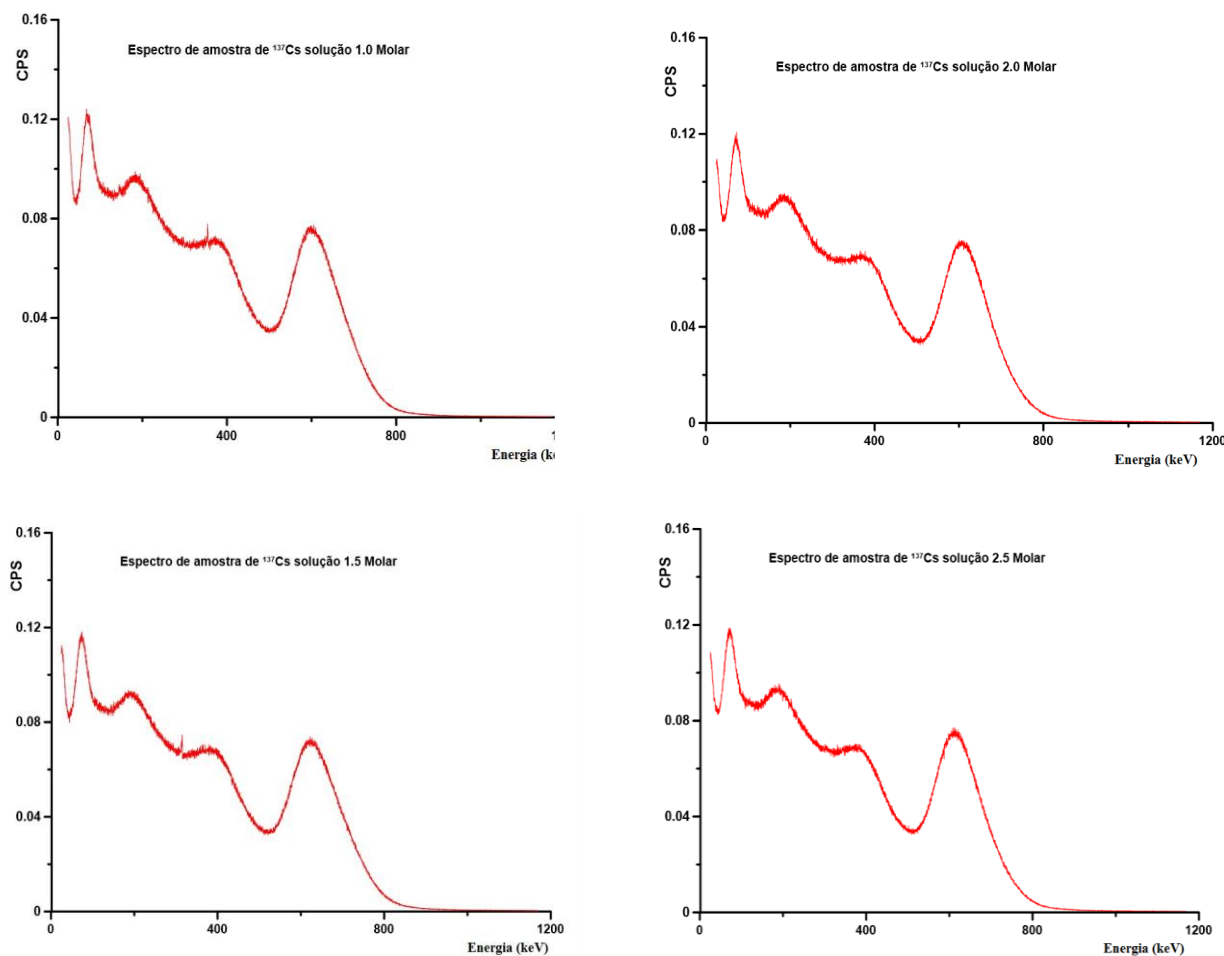 0.16
CPS
Espectro de amostra de ¹³⁷Cs solução 1.0 Molar
0.12
0.08
0.04
0
0 400 800 1
Energia (ke
0.16
CPS
Espectro de amostra de ¹³⁷Cs solução 2.0 Molar
0.12
0.08
0.04
0
0 400 800 1200
Energia (keV)
0.16
CPS
Espectro de amostra de ¹³⁷Cs solução 1.5 Molar
0.12
0.08
0.04
0
0 400 800 1200
Energia (keV)
0.16
CPS
Espectro de amostra de ¹³⁷Cs solução 2.5 Molar
0.12
0.08
0.04
0
0 400 800 1200
Energia (keV)